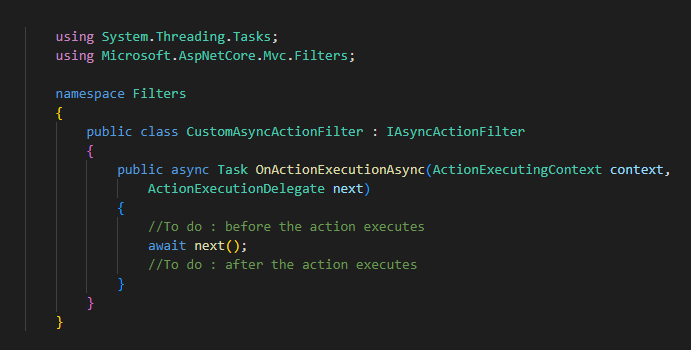 using System.Threading.Tasks;
using Microsoft.AspNetCore.Mvc.Filters;
namespace Filters
{
public class CustomAsyncActionFilter : IAsyncActionFilter
{
public async Task OnActionExecutionAsync(ActionExecutingContext context,
ActionExecutionDelegate next)
{
//To do : before the action executes
await next();
//To do : after the action executes
}
}
}